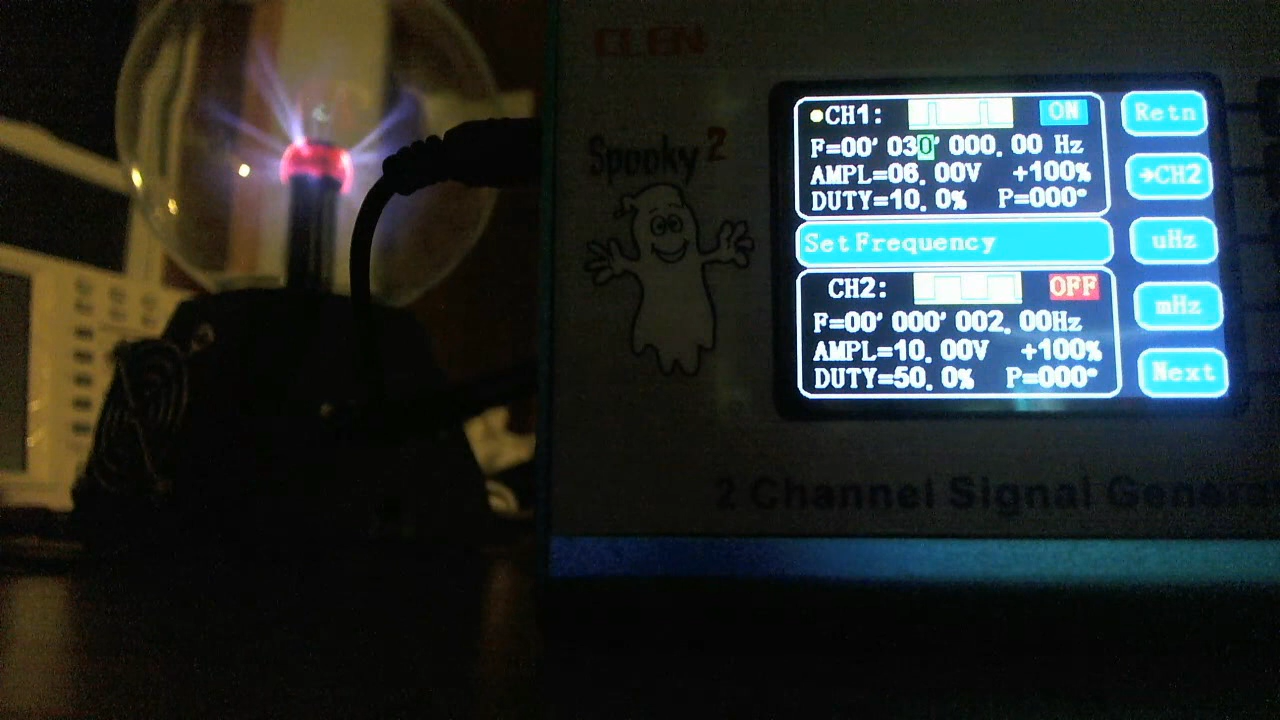 Spooky2
CH1: ON
F=00' 030' 000.00 Hz
AMPL=06.00V +100%
DUTY=10.0% P=000°
Set Frequency
CH2: OFF
F=00' 000' 002.00Hz
AMPL=10.00V +100%
DUTY=50.0% P=000°
Retn
→CH2
uHz
mHz
Next
2 Channel Signal Genera